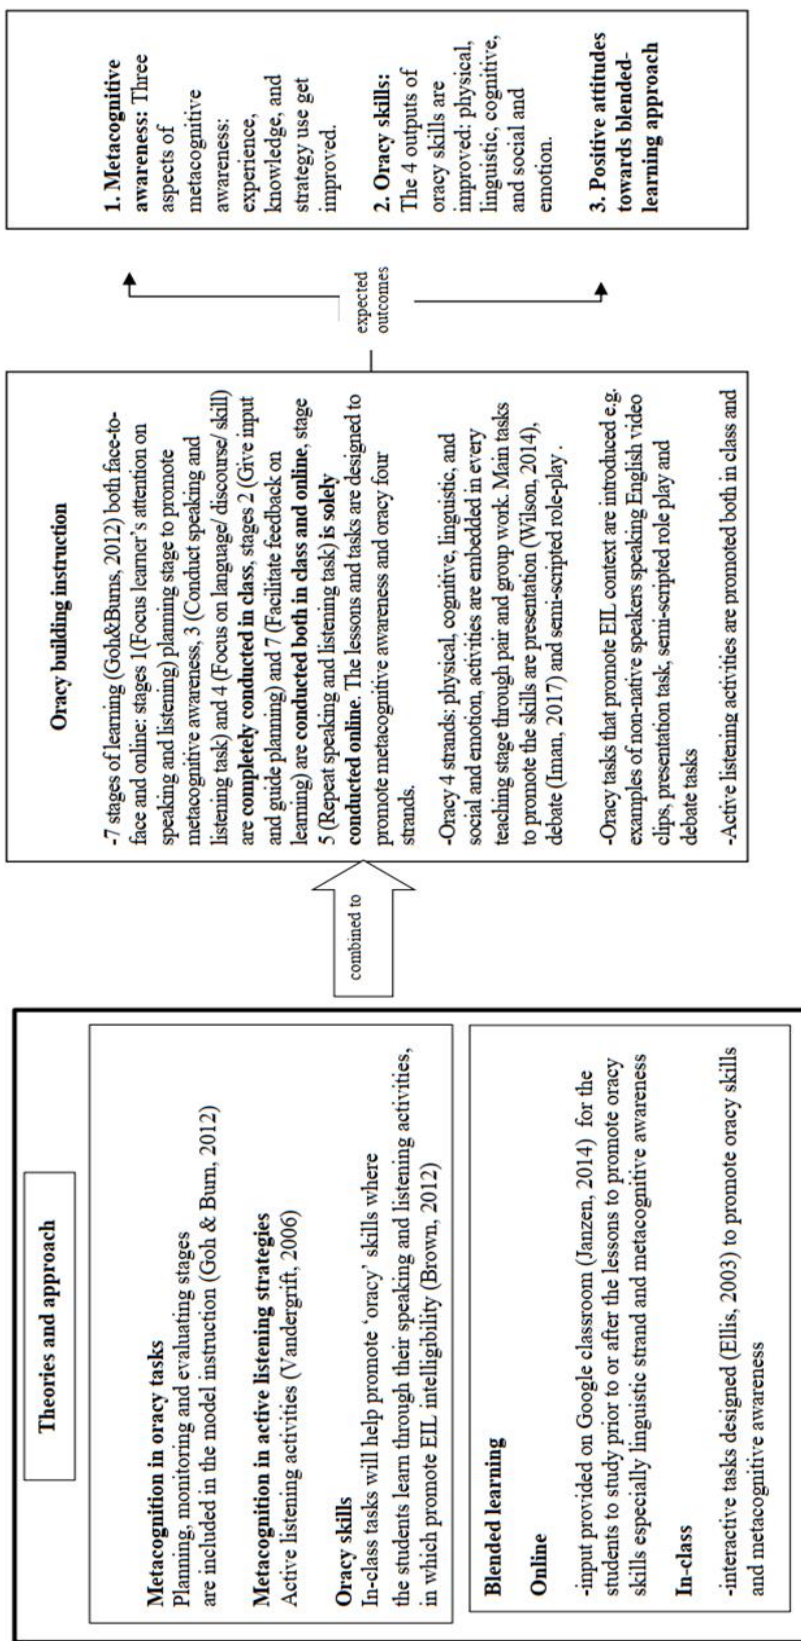 Theories and approach
Metacognition in oracy tasks
Planning, monitoring and evaluating stages
are included in the model instruction (Goh & Burn, 2012)
Metacognition in active listening strategies
Active listening activities (Vandergrift, 2006)
Oracy skills
In-class tasks will help promote ‘oracy’ skills where
the students learn through their speaking and listening activities,
in which promote EIL intelligibility (Brown, 2012)
Blended learning
Online
-input provided on Google classroom (Janzen, 2014) for the
students to study prior to or after the lessons to promote oracy
skills especially linguistic strand and metacognitive awareness
In-class
-interactive tasks designed (Ellis, 2003) to promote oracy skills
and metacognitive awareness
combined to
Oracy building instruction
-7 stages of learning (Goh&Burns, 2012) both face-to-
face and online: stages 1(Focus learner’s attention on
speaking and listening) planning stage to promote
metacognitive awareness, 3 (Conduct speaking and
listening task) and 4 (Focus on language/ discourse/ skill)
are completely conducted in class, stages 2 (Give input
and guide planning) and 7 (Facilitate feedback on
learning) are conducted both in class and online, stage
5 (Repeat speaking and listening task) is solely
conducted online. The lessons and tasks are designed to
promote metacognitive awareness and oracy four
strands.
-Oracy 4 strands: physical, cognitive, linguistic, and
social and emotion, activities are embedded in every
teaching stage through pair and group work. Main tasks
to promote the skills are presentation (Wilson, 2014),
debate (Iman, 2017) and semi-scripted role-play .
-Oracy tasks that promote EIL context are introduced e.g.
examples of non-native speakers speaking English video
clips, presentation task, semi-scripted role play and
debate tasks
-Active listening activities are promoted both in class and
expected
outcomes
1. Metacognitive
awareness: Three
aspects of
metacognitive
awareness:
experience,
knowledge, and
strategy use get
improved.
2. Oracy skills:
The 4 outputs of
oracy skills are
improved: physical,
linguistic, cognitive,
and social and
emotion.
3. Positive attitudes
towards blended-
learning approach